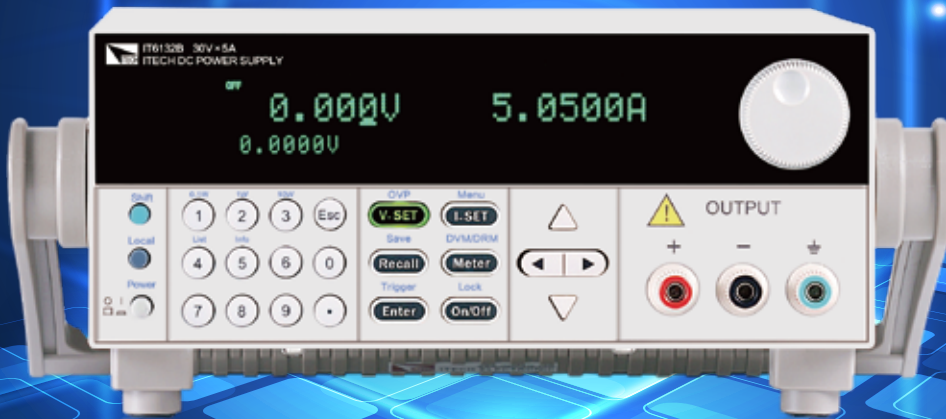 IT6132B 30V⎓5A
ITECH DC POWER SUPPLY
OFF
0.000V 5.0500A
0.0000V
Shift
1 2 3 Esc
OVP Menu
V-SET I-SET
Local
List Info
4 5 6 0
Save DVM/DRM
Recall Meter
Power
7 8 9 .
Trigger Lock
Enter On/Off
OUTPUT
+ −